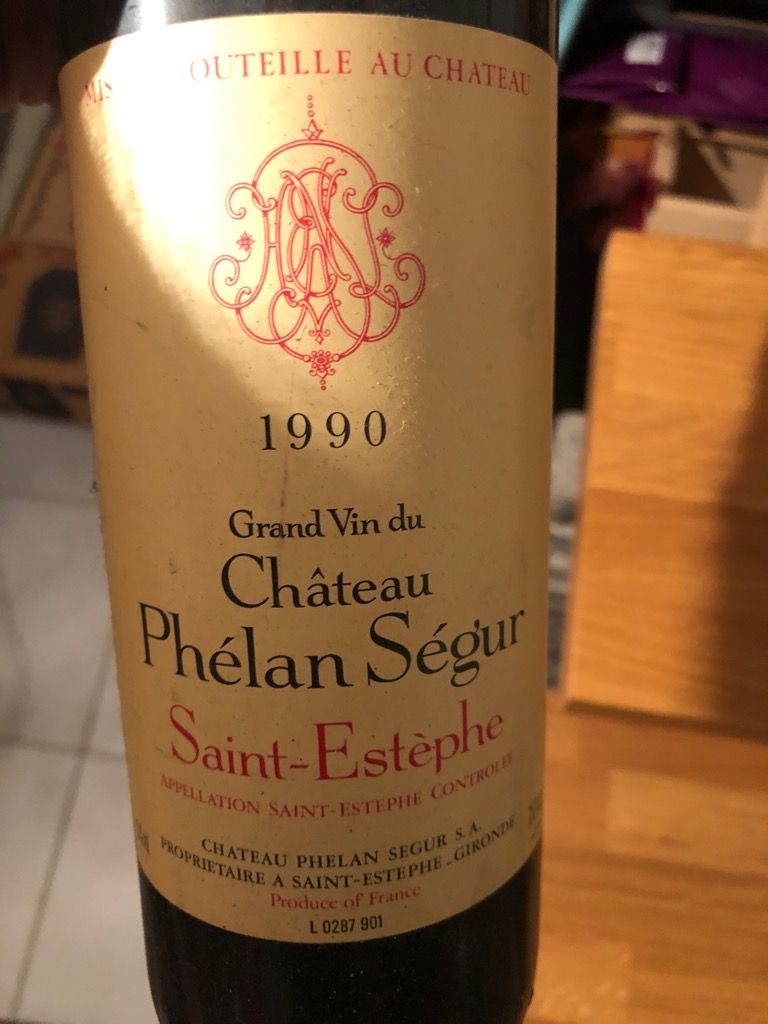 OUTEILLE AU CHATEAU
1990
Grand Vin du
Château
Phélan Ségur
Saint-Estèphe
APPELLATION SAINT-ESTEPHE CONTROLEE
CHATEAU PHELAN SEGUR S.A.
PROPRIETAIRE A SAINT-ESTEPHE - GIRONDE
Produce of France
L 0287 901